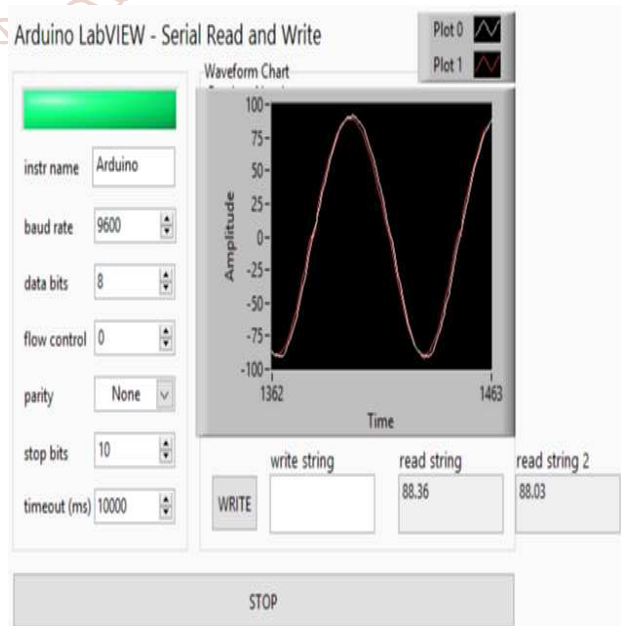 Arduino LabVIEW - Serial Read and Write
Plot 0
Plot 1
Waveform Chart
instr name Arduino
baud rate 9600
data bits 8
flow control 0
parity None
stop bits 10
timeout (ms) 10000
Amplitude
100
75
50
25
0
-25
-50
-75
-100
1362 1463
Time
write string read string read string 2
WRITE 88.36 88.03
STOP